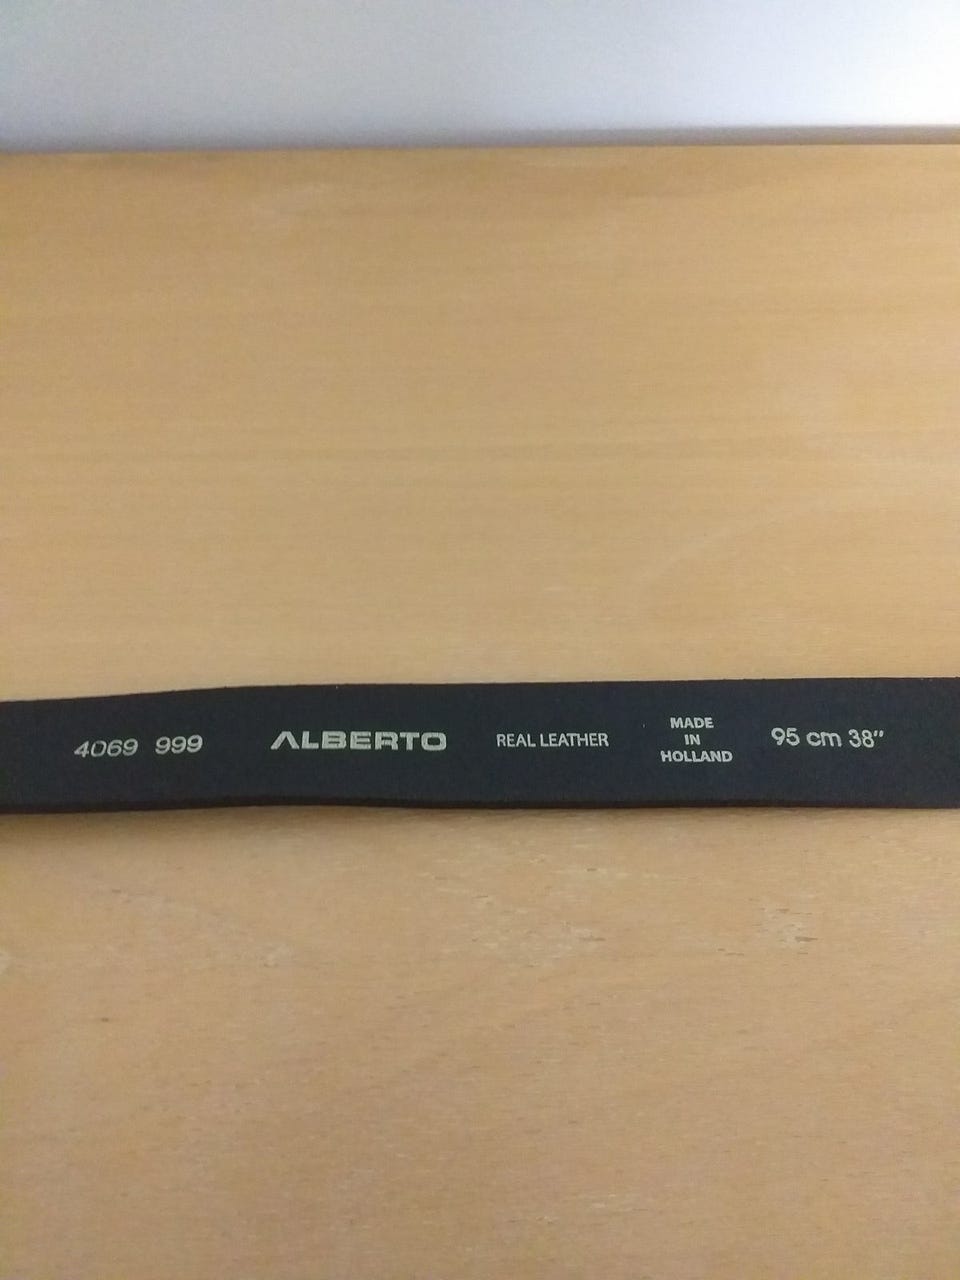 4069 999 ALBERTO REAL LEATHER
MADE
IN
HOLLAND
95 cm 38"